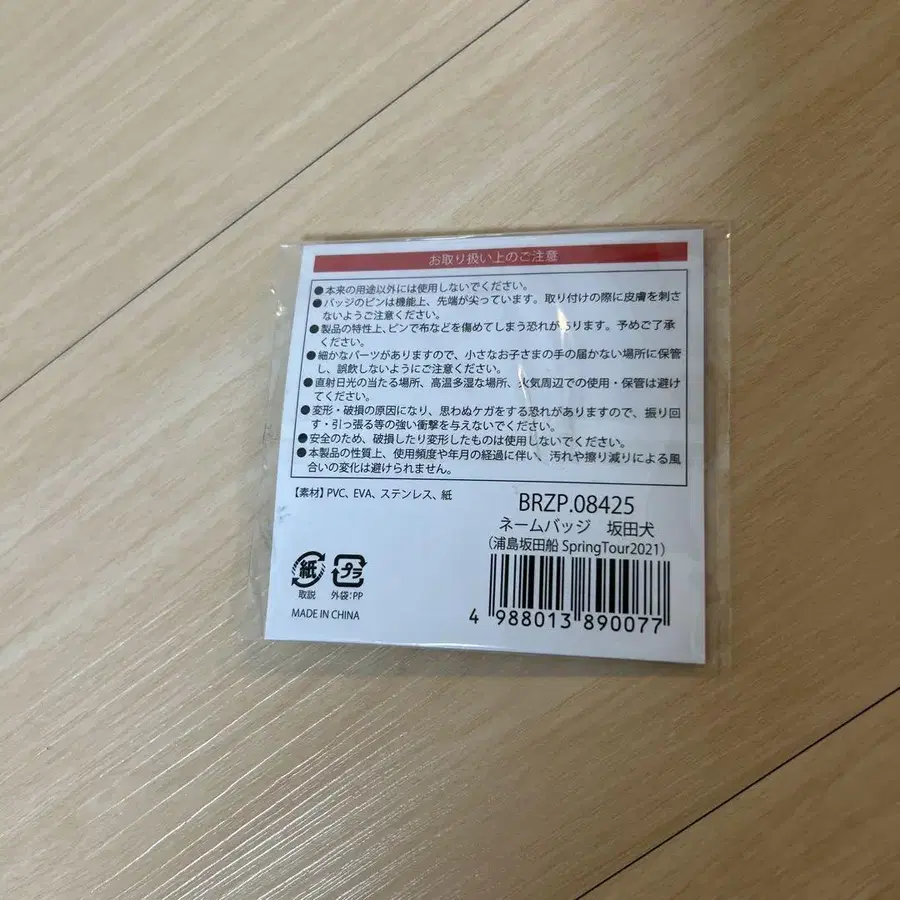 お取り扱い上のご注意
●本来の用途以外には使用しないでください。
●バッジのピンは機能上、先端が尖っています。取り付けの際に皮膚を刺さ
ないようご注意ください。
●製品の特性上、ピンで布などを傷めてしまう恐れがあります。予めご了承
ください。
●細かなパーツがありますので、小さなお子さまの手の届かない場所に保管
し、誤飲しないようにご注意ください。
●直射日光の当たる場所、高温多湿な場所、火気周辺での使用・保管は避け
てください。
●変形・破損の原因になり、思わぬケガをする恐れがありますので、振り回
す・引っ張る等の強い衝撃を与えないでください。
●安全のため、破損したり変形したものは使用しないでください。
●本製品の性質上、使用頻度や年月の経過に伴い、汚れや擦り減りによる風
合いの変化は避けられません。
【素材】PVC、EVA、ステンレス、紙
BRZP.08425
ネームバッジ 坂田犬
(浦島坂田船 SpringTour2021)
紙
プラ
取説
外袋:PP
MADE IN CHINA
4 988013 890077